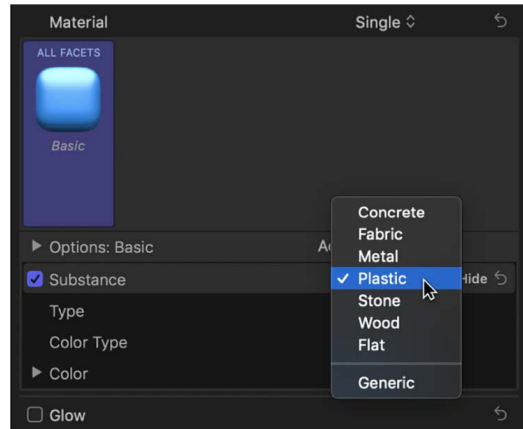 Material Single
ALL FACETS
Basic
Options: Basic
Substance Hide
Type
Color Type
Color
Glow
Concrete
Fabric
Metal
Plastic
Stone
Wood
Flat
Generic